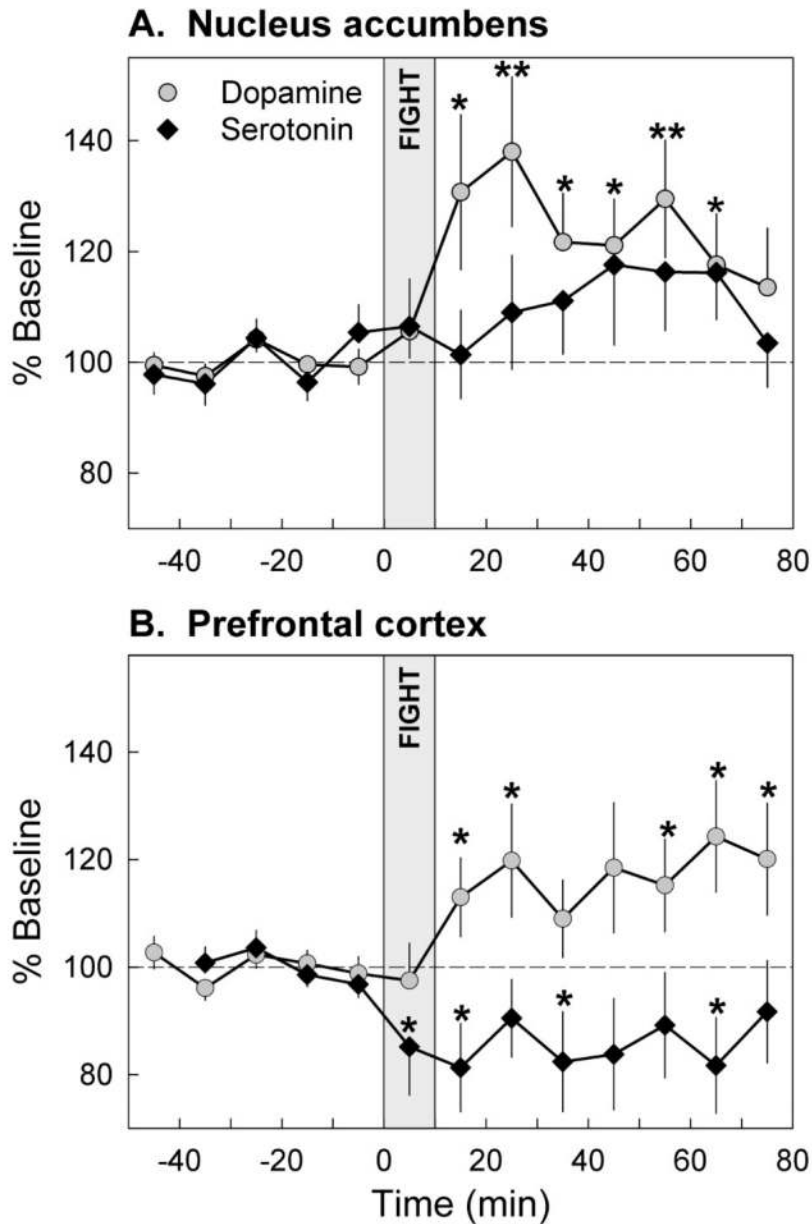 A. Nucleus accumbens
Dopamine
Serotonin
FIGHT
* ** * * ** *
% Baseline
140
120
100
80
-40 -20 0 20 40 60 80
B. Prefrontal cortex
FIGHT
* * * * *
* * * *
% Baseline
140
120
100
80
-40 -20 0 20 40 60 80
Time (min)